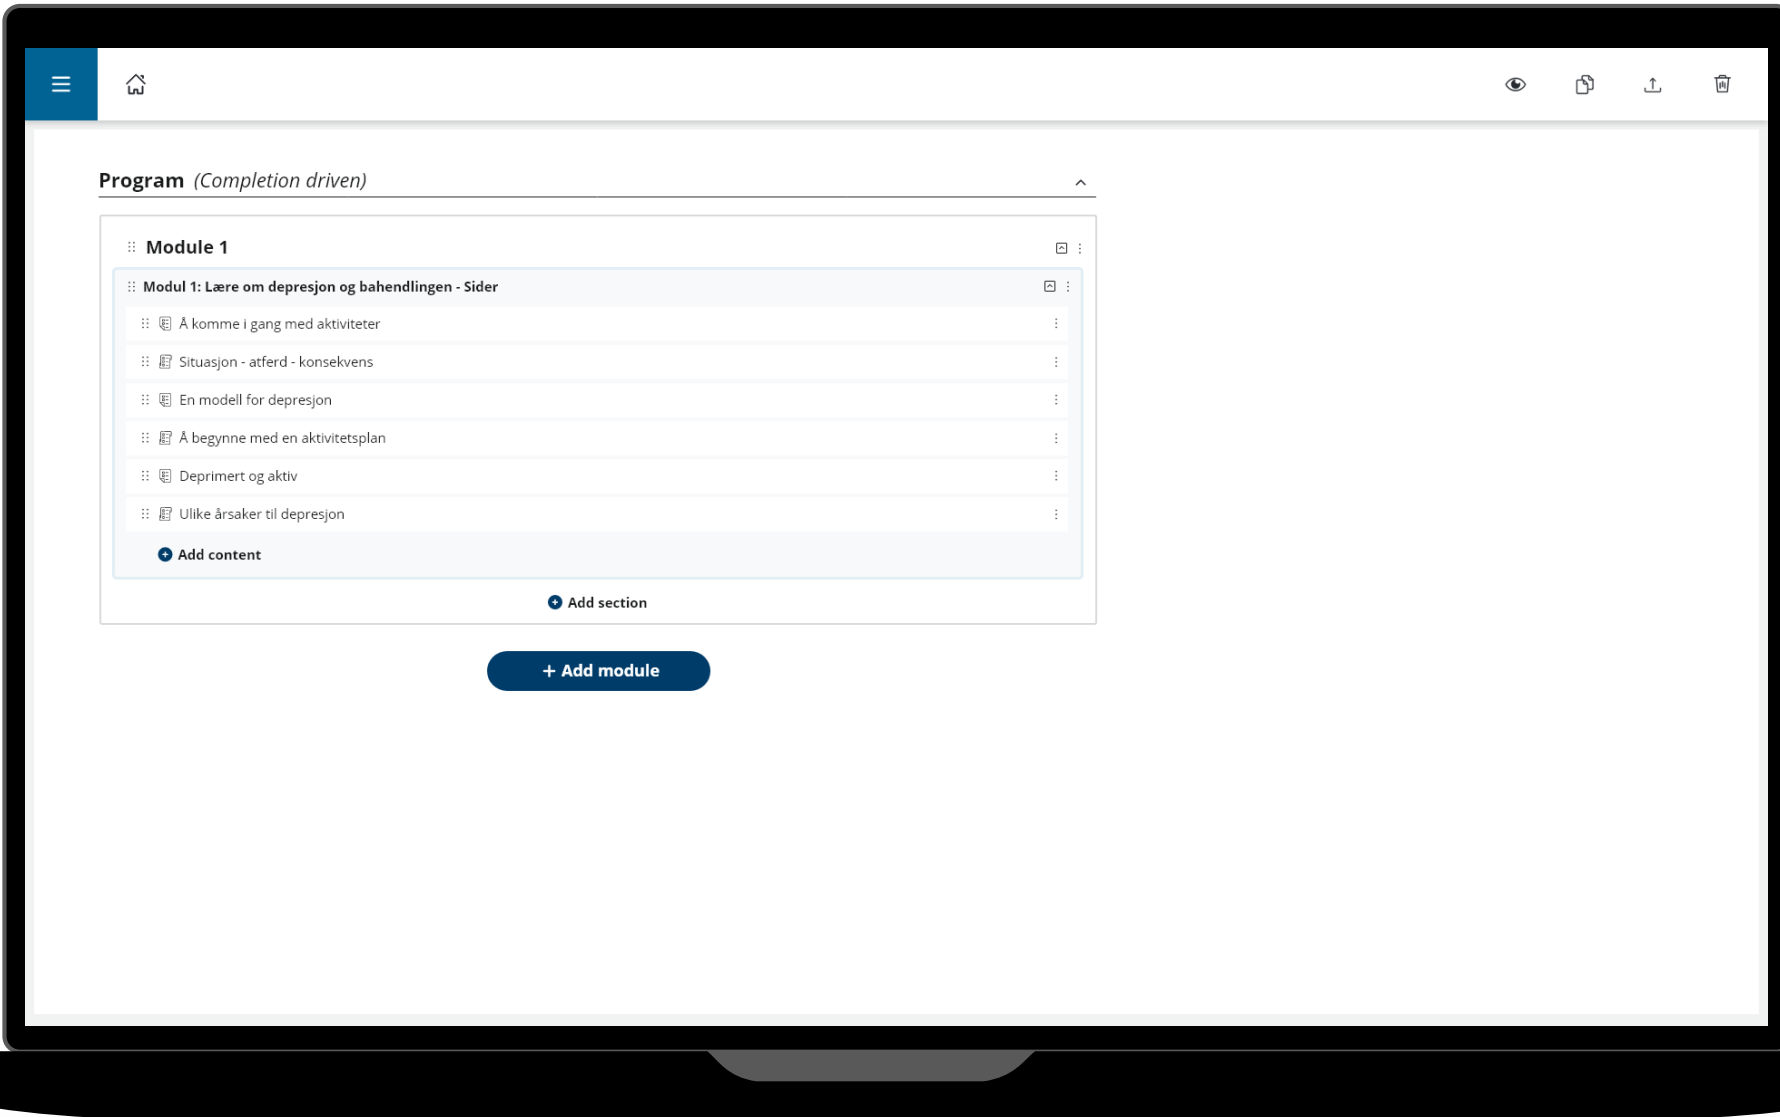 Program (Completion driven)
Module 1
Modul 1: Lære om depresjon og bahendlingen - Sider
Å komme i gang med aktiviteter
Situasjon - atferd - konsekvens
En modell for depresjon
Å begynne med en aktivitetsplan
Deprimert og aktiv
Ulike årsaker til depresjon
Add content
Add section
+ Add module